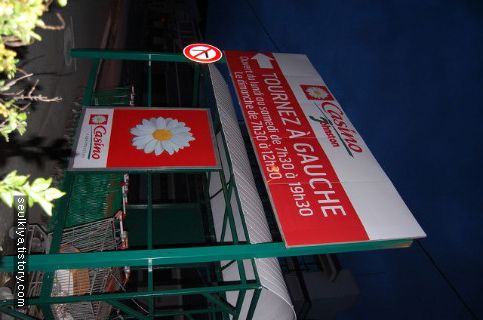 Casino
Johnton
TOURNEZ À GAUCHE
Ouvert du lundi au samedi de 7h30 à 19h30
Le dimanche de 7h30 à 12h30
Casino
seulkiya.tistory.com